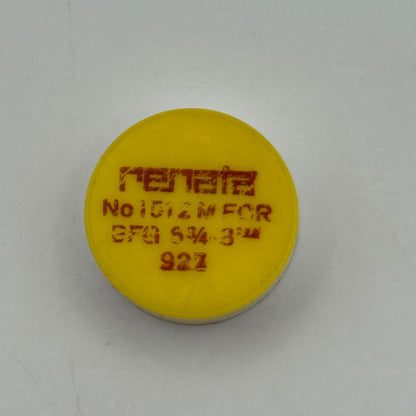 renata
No 1512 M FOR
BFG 6¾-8'''
927